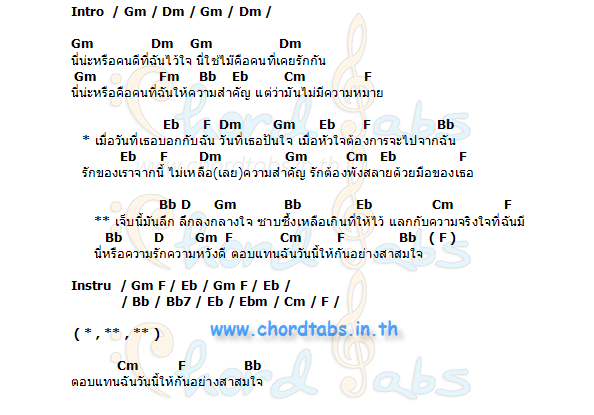 Intro / Gm / Dm / Gm / Dm /
Gm Dm Gm Dm
นี่น่ะหรือคนดีที่ฉันไว้ใจ นี่ใช่ไม๊คือคนที่เคยรักกัน
Gm Fm Bb Eb Cm F
นี่น่ะหรือคือคนที่ฉันให้ความสำคัญ แต่ว่ามันไม่มีความหมาย
Eb F Dm Gm Eb F Bb
* เมื่อวันที่เธอบอกกับฉัน วันที่เธอปันใจ เมื่อหัวใจต้องการจะไปจากฉัน
Eb F Dm Gm Cm Eb F
รักของเราจากนี้ ไม่เหลือ(เลย)ความสำคัญ รักต้องพังสลายด้วยมือของเธอ
Bb D Gm Bb Eb Cm F
** เจ็บนี้มันลึก ลึกลงกลางใจ ซาบซึ้งเหลือเกินที่ให้ไว้ แลกกับความจริงใจที่ฉันมี
Bb D Gm F Cm F Bb ( F )
นี่หรือความรักความหวังดี ตอบแทนฉันวันนี้ให้กันอย่างสาสมใจ
Instru / Gm F / Eb / Gm F / Eb /
/ Bb / Bb7 / Eb / Ebm / Cm / F /
www.chordtabs.in.th
( * , ** , ** )
Cm F Bb
ตอบแทนฉันวันนี้ให้กันอย่างสาสมใจ